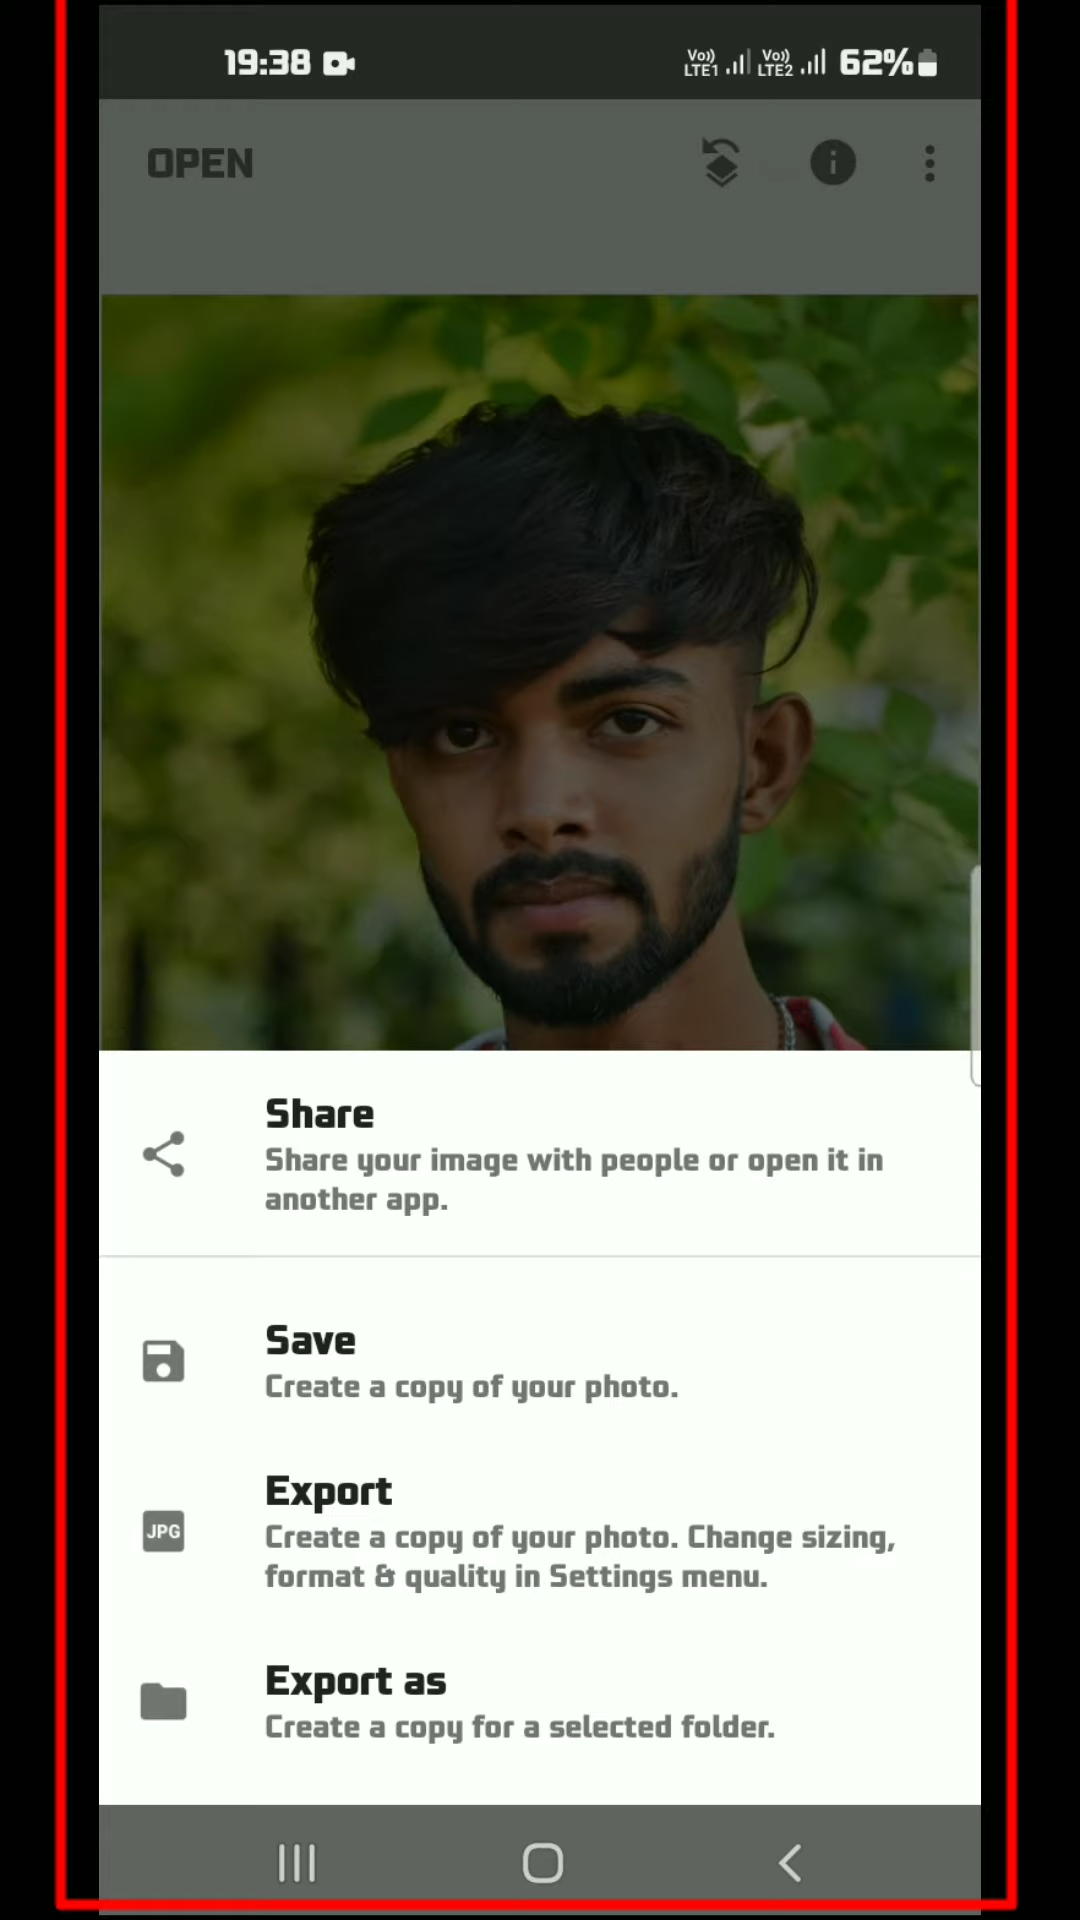 19:38 Vo)) LTE1 Vo)) LTE2 62%
OPEN
Share
Share your image with people or open it in
another app.
Save
Create a copy of your photo.
Export
JPG
Create a copy of your photo. Change sizing,
format & quality in Settings menu.
Export as
Create a copy for a selected folder.